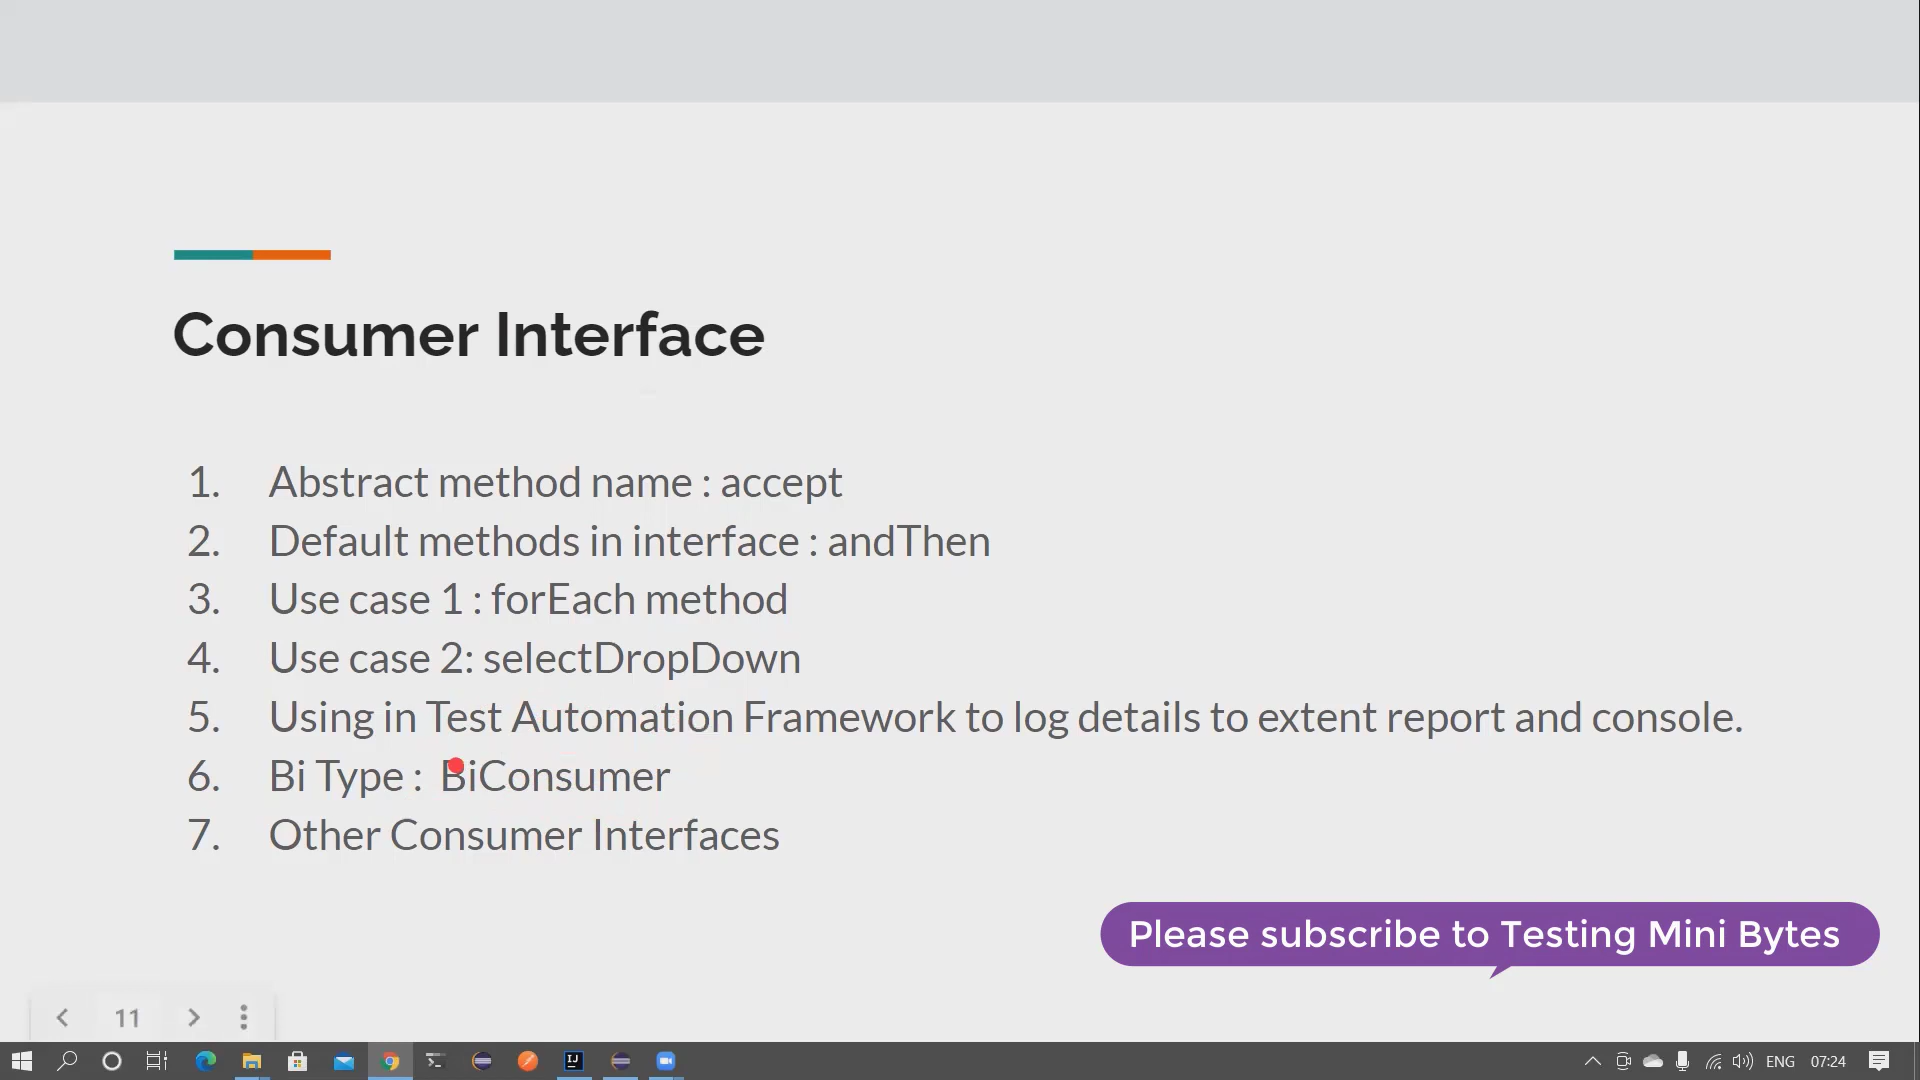 Consumer Interface
1. Abstract method name : accept
2. Default methods in interface : andThen
3. Use case 1 : forEach method
4. Use case 2: selectDropDown
5. Using in Test Automation Framework to log details to extent report and console.
6. Bi Type : BiConsumer
7. Other Consumer Interfaces
Please subscribe to Testing Mini Bytes
11
IJ
ENG 07:24